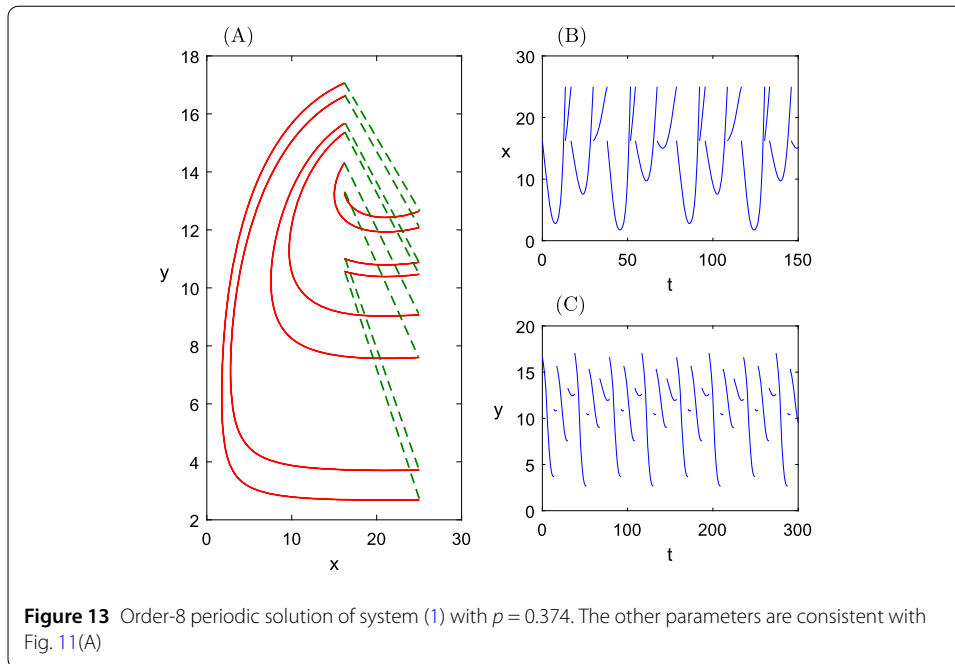 (A)
18
16
14
12
10
8
6
4
2
y
0
10
20
30
x
(B)
30
20
10
0
x
0
50
100
150
t
(C)
20
15
10
5
0
y
0
100
200
300
t
Figure 13 Order-8 periodic solution of system (1) with p = 0.374. The other parameters are consistent with
Fig. 11(A)